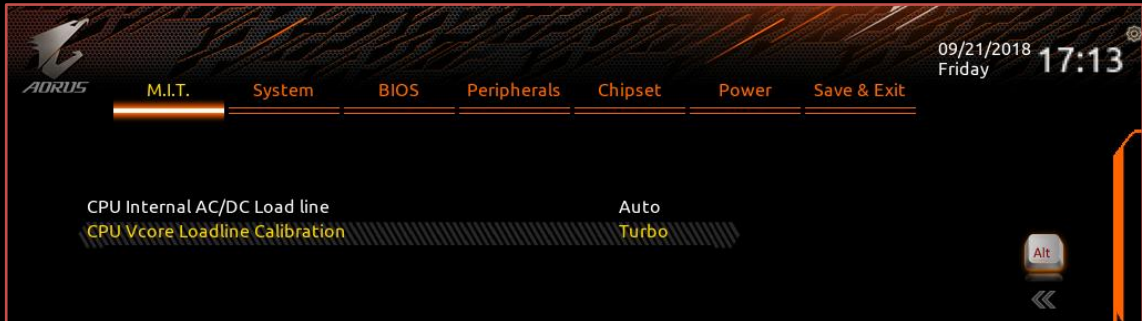 09/21/2018 17:13
Friday
AORUS
M.I.T. System BIOS Peripherals Chipset Power Save & Exit
CPU Internal AC/DC Load line Auto
CPU Vcore Loadline Calibration Turbo
Alt